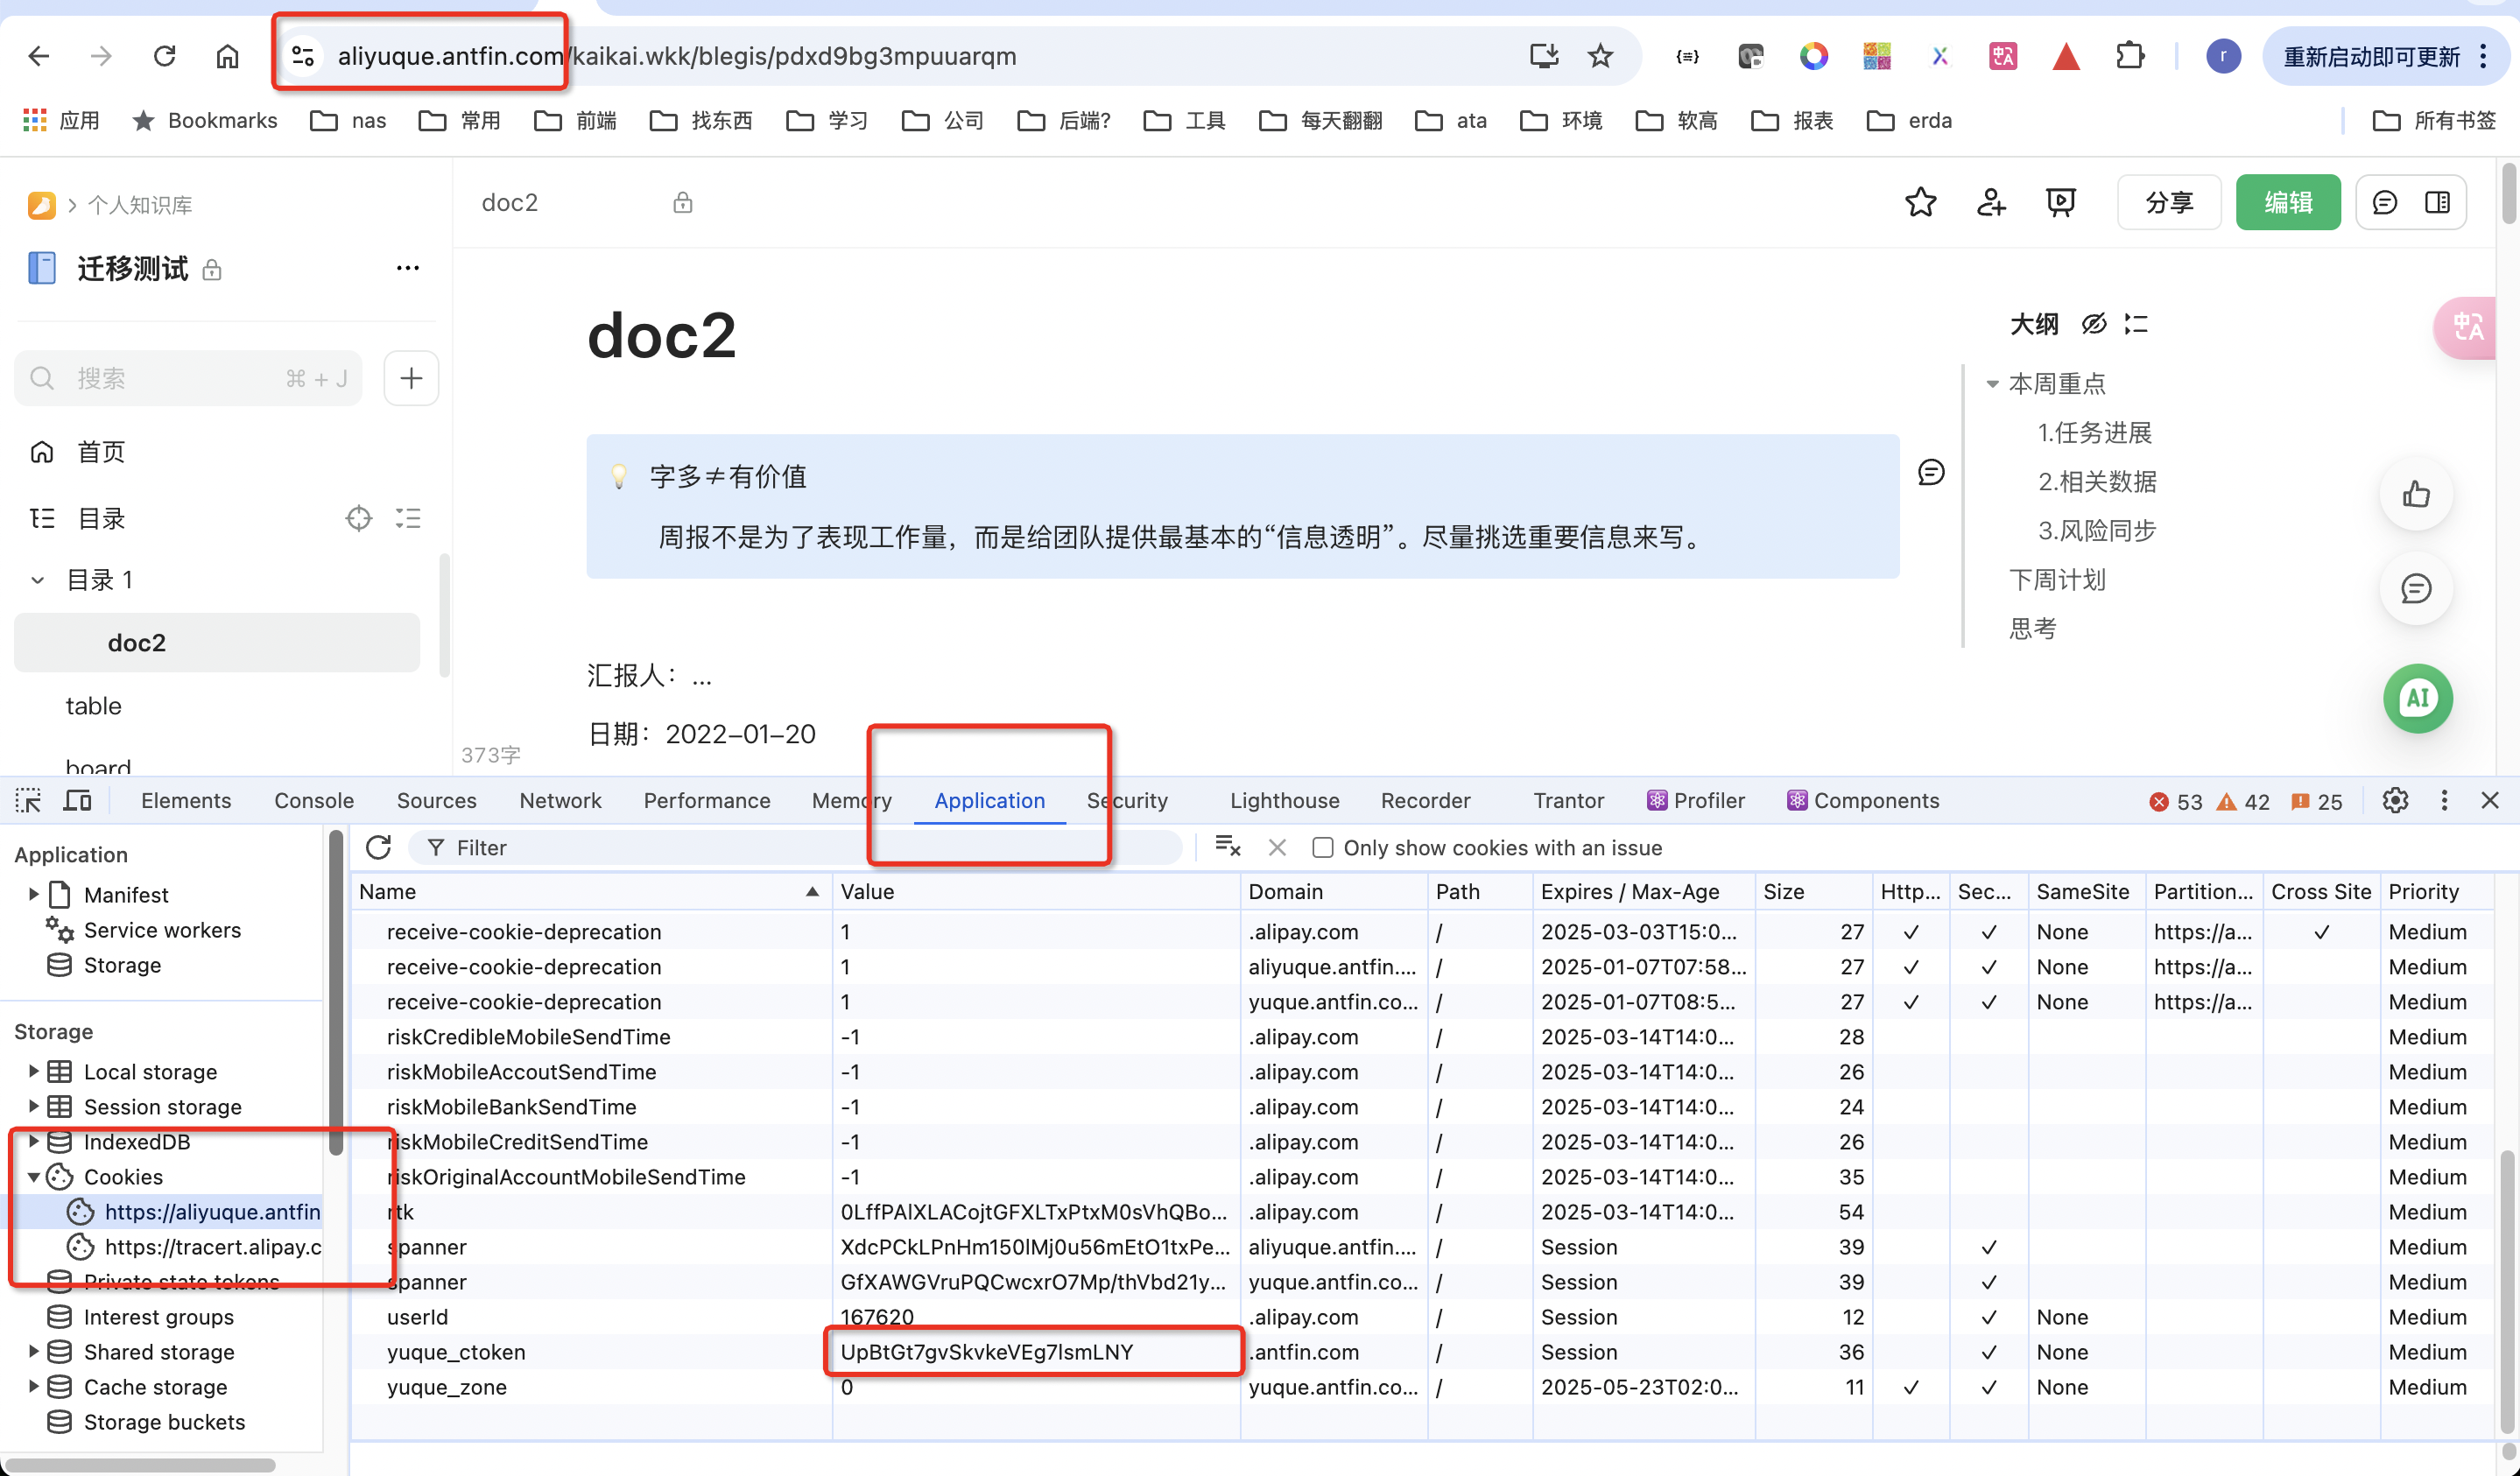 aliyuque.antfin.com/kaikai.wkk/blegis/pdxd9bg3mpuuarqm
r
重新启动即可更新
应用
Bookmarks
nas
常用
前端
找东西
学习
公司
后端?
工具
每天翻翻
ata
环境
软高
报表
erda
所有书签
个人知识库
迁移测试
搜索
⌘ + J
首页
目录
目录 1
doc2
table
board
doc2
分享
编辑
doc2
字多≠有价值
周报不是为了表现工作量，而是给团队提供最基本的“信息透明”。尽量挑选重要信息来写。
汇报人：...
日期：2022-01-20
373字
大纲
本周重点
1.任务进展
2.相关数据
3.风险同步
下周计划
思考
AI
Elements Console Sources Network Performance Memory Application Security Lighthouse Recorder Trantor Profiler Components 53 42 25
Application
Manifest
Service workers
Storage
Storage
Local storage
Session storage
IndexedDB
Cookies
https://aliyuque.antfin
https://tracert.alipay.c
Private state tokens
Interest groups
Shared storage
Cache storage
Storage buckets
Filter
Only show cookies with an issue
Name Value Domain Path Expires / Max-Age Size Http... Sec... SameSite Partition... Cross Site Priority
receive-cookie-deprecation 1 .alipay.com / 2025-03-03T15:0... 27 ✓ ✓ None https://a... ✓ Medium
receive-cookie-deprecation 1 aliyuque.antfin.... / 2025-01-07T07:58... 27 ✓ ✓ None https://a... Medium
receive-cookie-deprecation 1 yuque.antfin.co... / 2025-01-07T08:5... 27 ✓ ✓ None https://a... Medium
riskCredibleMobileSendTime -1 .alipay.com / 2025-03-14T14:0... 28 Medium
riskMobileAccoutSendTime -1 .alipay.com / 2025-03-14T14:0... 26 Medium
riskMobileBankSendTime -1 .alipay.com / 2025-03-14T14:0... 24 Medium
riskMobileCreditSendTime -1 .alipay.com / 2025-03-14T14:0... 26 Medium
riskOriginalAccountMobileSendTime -1 .alipay.com / 2025-03-14T14:0... 35 Medium
rtk 0LffPAlXLACojtGFXLTxPtxM0sVhQBo... .alipay.com / 2025-03-14T14:0... 54 Medium
spanner XdcPCkLPnHm150lMj0u56mEtO1txPe... aliyuque.antfin.... / Session 39 ✓ Medium
spanner GfXAWGVruPQCwcxrO7Mp/thVbd21y... yuque.antfin.co... / Session 39 ✓ Medium
userId 167620 .alipay.com / Session 12 ✓ None Medium
yuque_ctoken UpBtGt7gvSkvkeVEg7lsmLNY .antfin.com / Session 36 ✓ None Medium
yuque_zone 0 yuque.antfin.co... / 2025-05-23T02:0... 11 ✓ ✓ None Medium